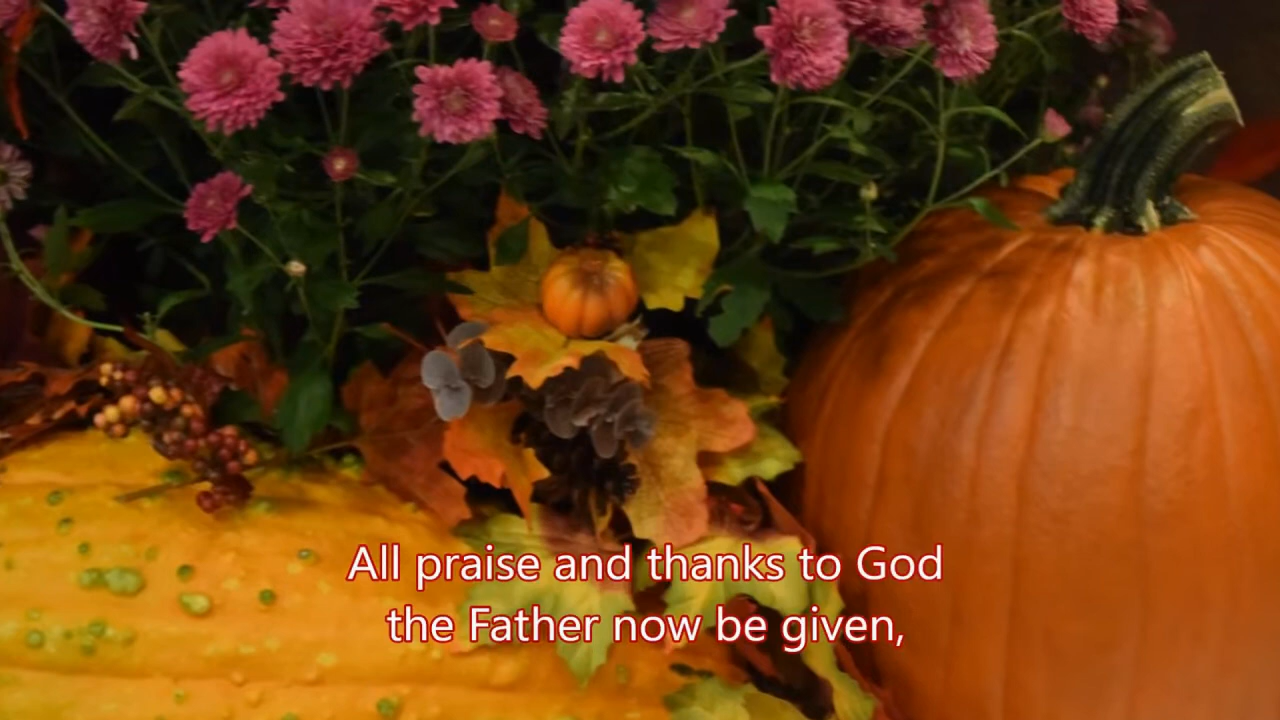 All praise and thanks to God
the Father now be given,